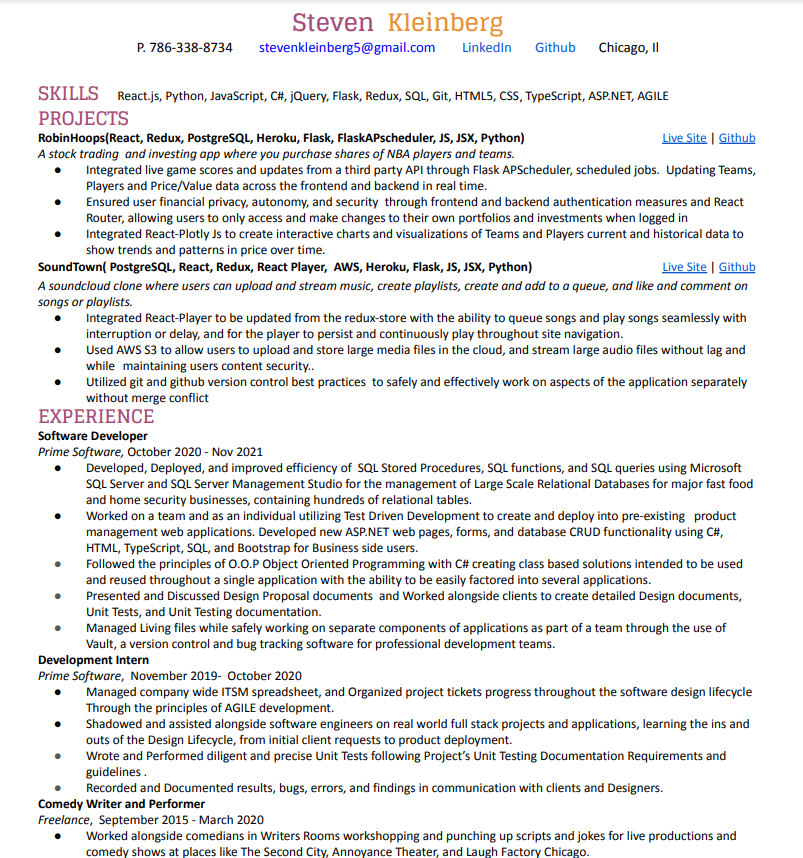 Steven Kleinberg
P. 786-338-8734 stevenkleinberg5@gmail.com LinkedIn Github Chicago, Il
SKILLS React.js, Python, JavaScript, C#, jQuery, Flask, Redux, SQL, Git, HTML5, CSS, TypeScript, ASP.NET, AGILE
PROJECTS
RobinHoops(React, Redux, PostgreSQL, Heroku, Flask, FlaskAPscheduler, JS, JSX, Python) Live Site | Github
A stock trading and investing app where you purchase shares of NBA players and teams.
● Integrated live game scores and updates from a third party API through Flask APScheduler, scheduled jobs. Updating Teams,
Players and Price/Value data across the frontend and backend in real time.
● Ensured user financial privacy, autonomy, and security through frontend and backend authentication measures and React
Router, allowing users to only access and make changes to their own portfolios and investments when logged in
● Integrated React-Plotly Js to create interactive charts and visualizations of Teams and Players current and historical data to
show trends and patterns in price over time.
SoundTown( PostgreSQL, React, Redux, React Player, AWS, Heroku, Flask, JS, JSX, Python) Live Site | Github
A soundcloud clone where users can upload and stream music, create playlists, create and add to a queue, and like and comment on
songs or playlists.
● Integrated React-Player to be updated from the redux-store with the ability to queue songs and play songs seamlessly with
interruption or delay, and for the player to persist and continuously play throughout site navigation.
● Used AWS S3 to allow users to upload and store large media files in the cloud, and stream large audio files without lag and
while maintaining users content security..
● Utilized git and github version control best practices to safely and effectively work on aspects of the application separately
without merge conflict
EXPERIENCE
Software Developer
Prime Software, October 2020 - Nov 2021
● Developed, Deployed, and improved efficiency of SQL Stored Procedures, SQL functions, and SQL queries using Microsoft
SQL Server and SQL Server Management Studio for the management of Large Scale Relational Databases for major fast food
and home security businesses, containing hundreds of relational tables.
● Worked on a team and as an individual utilizing Test Driven Development to create and deploy into pre-existing product
management web applications. Developed new ASP.NET web pages, forms, and database CRUD functionality using C#,
HTML, TypeScript, SQL, and Bootstrap for Business side users.
● Followed the principles of O.O.P Object Oriented Programming with C# creating class based solutions intended to be used
and reused throughout a single application with the ability to be easily factored into several applications.
● Presented and Discussed Design Proposal documents and Worked alongside clients to create detailed Design documents,
Unit Tests, and Unit Testing documentation.
● Managed Living files while safely working on separate components of applications as part of a team through the use of
Vault, a version control and bug tracking software for professional development teams.
Development Intern
Prime Software, November 2019- October 2020
● Managed company wide ITSM spreadsheet, and Organized project tickets progress throughout the software design lifecycle
Through the principles of AGILE development.
● Shadowed and assisted alongside software engineers on real world full stack projects and applications, learning the ins and
outs of the Design Lifecycle, from initial client requests to product deployment.
● Wrote and Performed diligent and precise Unit Tests following Project's Unit Testing Documentation Requirements and
guidelines .
● Recorded and Documented results, bugs, errors, and findings in communication with clients and Designers.
Comedy Writer and Performer
Freelance, September 2015 - March 2020
● Worked alongside comedians in Writers Rooms workshopping and punching up scripts and jokes for live productions and
comedy shows at places like The Second City, Annoyance Theater, and Laugh Factory Chicago.